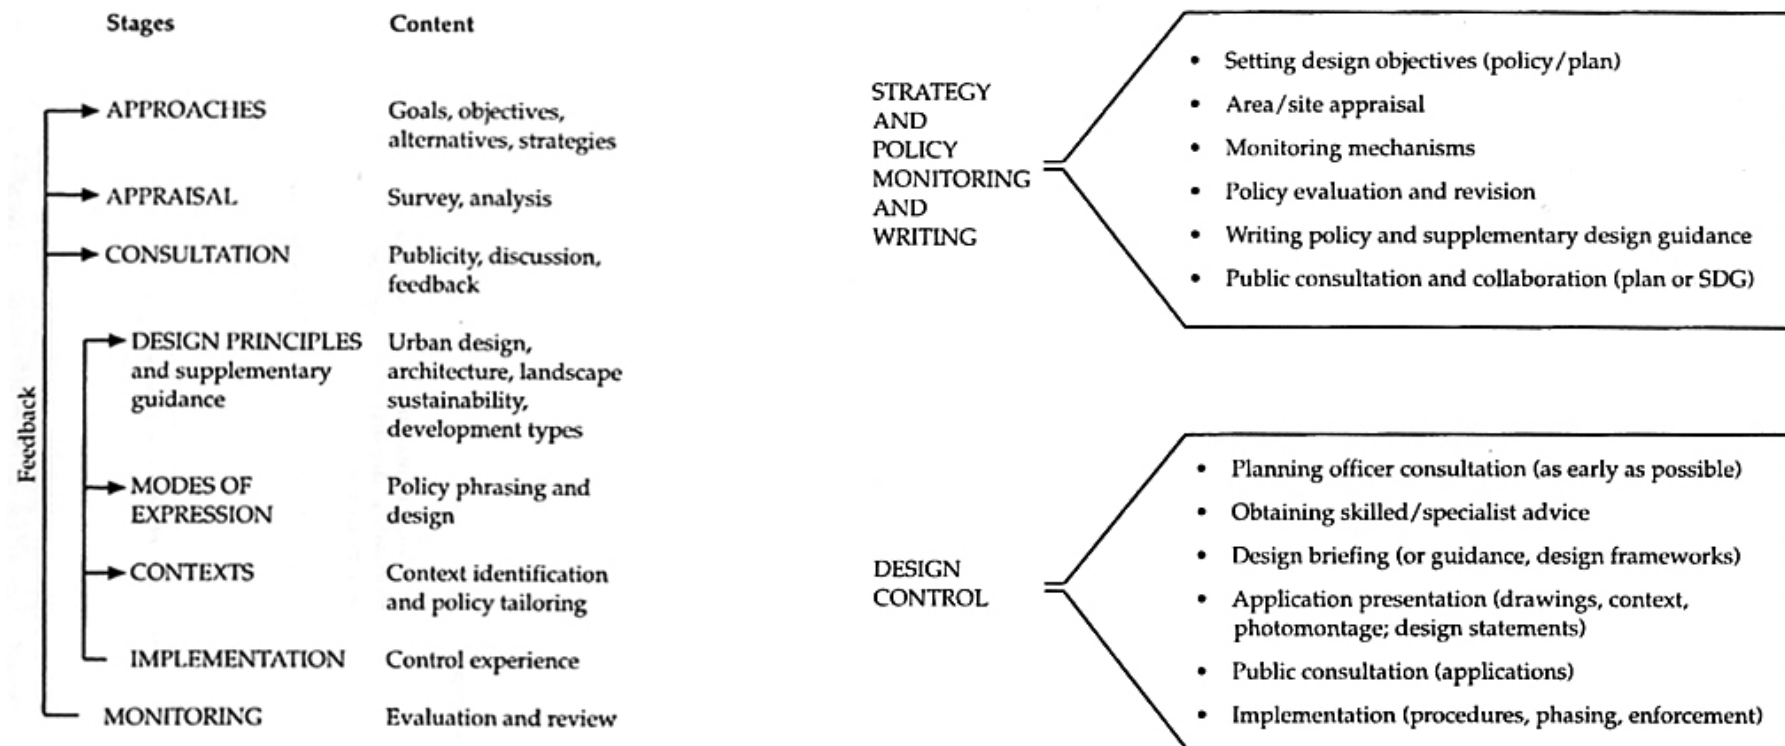 Stages Content
APPROACHES Goals, objectives,
alternatives, strategies
APPRAISAL Survey, analysis
CONSULTATION Publicity, discussion,
feedback
DESIGN PRINCIPLES Urban design,
and supplementary architecture, landscape
guidance sustainability,
development types
MODES OF Policy phrasing and
EXPRESSION design
CONTEXTS Context identification
and policy tailoring
IMPLEMENTATION Control experience
MONITORING Evaluation and review
Feedback
STRATEGY
AND
POLICY
MONITORING
AND
WRITING
• Setting design objectives (policy/plan)
• Area/site appraisal
• Monitoring mechanisms
• Policy evaluation and revision
• Writing policy and supplementary design guidance
• Public consultation and collaboration (plan or SDG)
DESIGN
CONTROL
• Planning officer consultation (as early as possible)
• Obtaining skilled/specialist advice
• Design briefing (or guidance, design frameworks)
• Application presentation (drawings, context,
photomontage; design statements)
• Public consultation (applications)
• Implementation (procedures, phasing, enforcement)